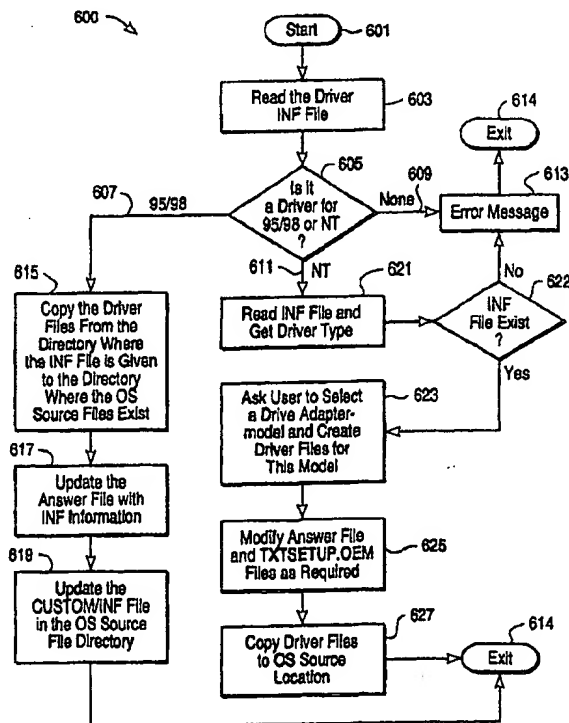 600
Start
601
Read the Driver
INF File
603
614
Exit
605
Is it
a Driver for
95/98 or NT
?
607
95/98
None
609
613
Error Message
611
NT
621
Read INF File and
Get Driver Type
No
622
INF
File Exist
?
Yes
615
Copy the Driver
Files From the
Directory Where
the INF File is Given
to the Directory
Where the OS
Source Files Exist
Ask User to Select
a Drive Adapter-
model and Create
Driver Files for
This Model
623
617
Update the
Answer File with
INF Information
Modify Answer File
and TXTSETUP.OEM
Files as Required
625
619
Update the
CUSTOM/INF File
in the OS Source
File Directory
Copy Driver Files
to OS Source
Location
627
614
Exit